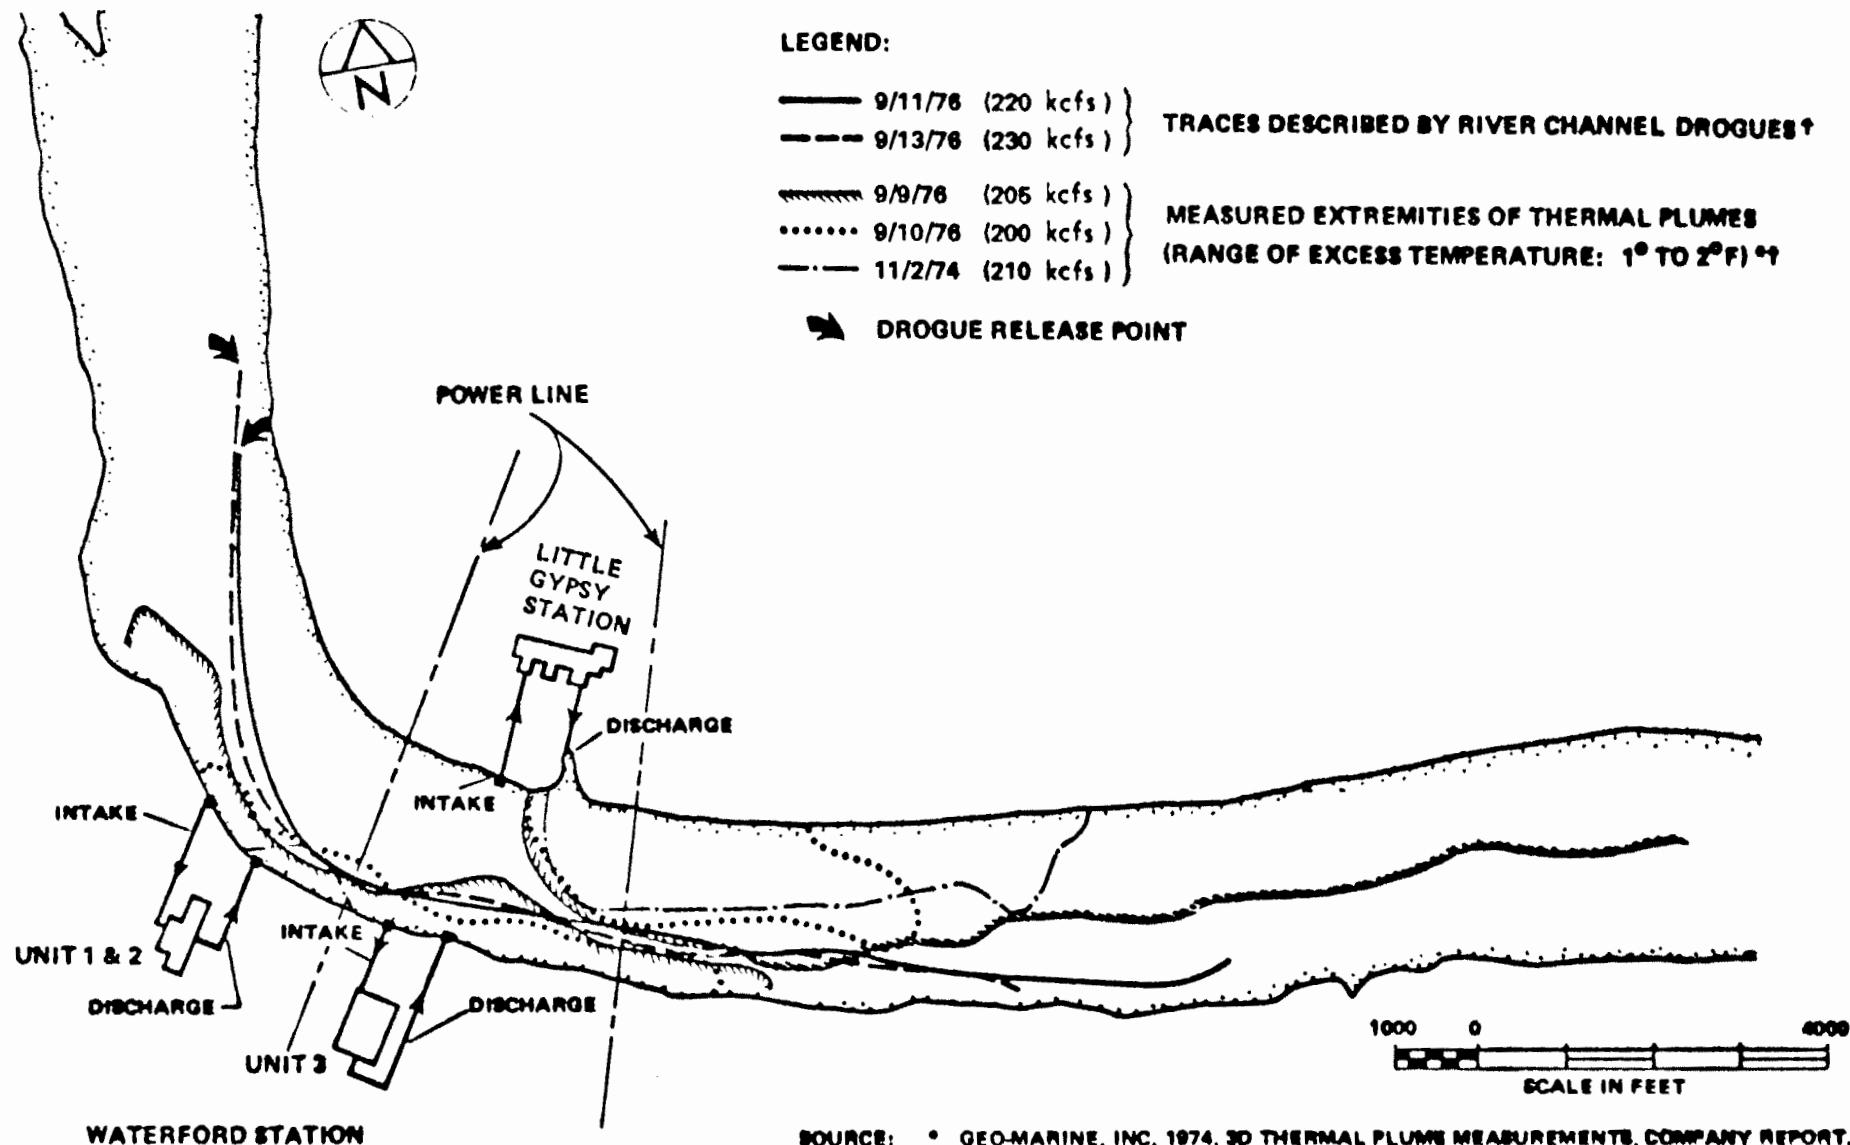 N
LEGEND:
9/11/76 (220 kcfs)
9/13/76 (230 kcfs)
TRACES DESCRIBED BY RIVER CHANNEL DROGUES†
9/9/76 (205 kcfs)
9/10/76 (200 kcfs)
11/2/74 (210 kcfs)
MEASURED EXTREMITIES OF THERMAL PLUMES
(RANGE OF EXCESS TEMPERATURE: 1° TO 2°F) *†
DROGUE RELEASE POINT
POWER LINE
LITTLE
GYPSY
STATION
DISCHARGE
INTAKE
INTAKE
UNIT 1 & 2
DISCHARGE
INTAKE
DISCHARGE
UNIT 3
1000 0 4000
SCALE IN FEET
WATERFORD STATION
SOURCE: * GEO-MARINE, INC. 1974. 3D THERMAL PLUME MEASUREMENTS. COMPANY REPORT.